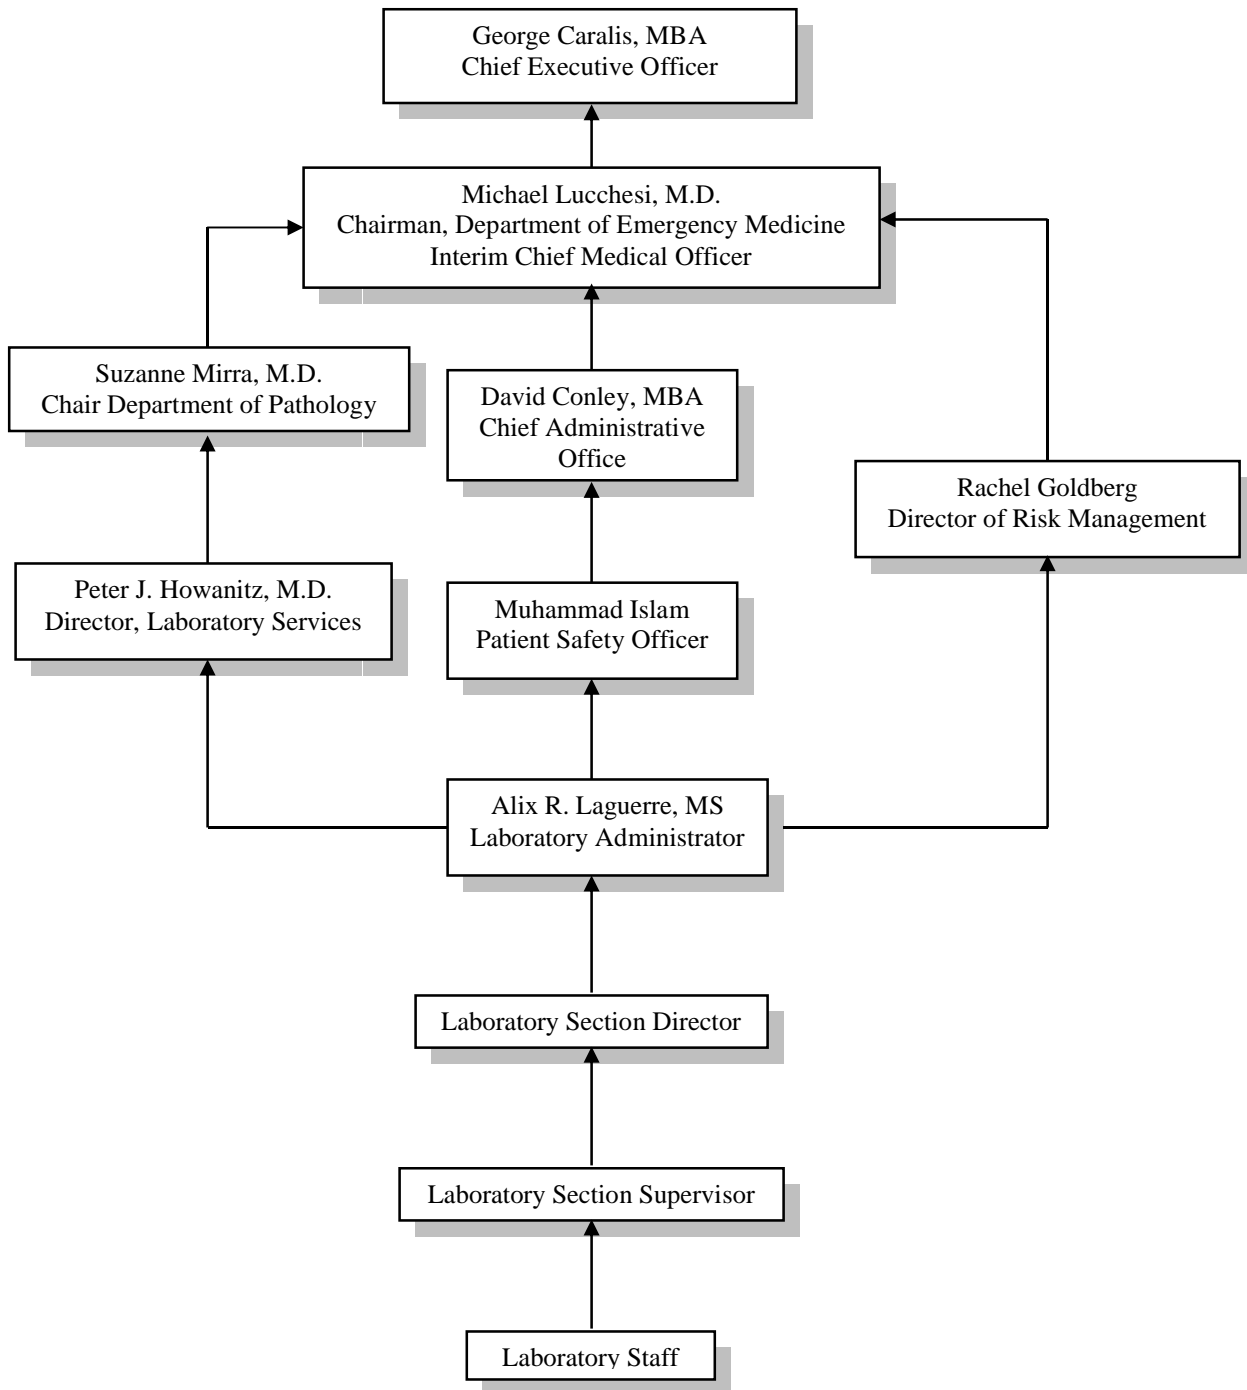 George Caralis, MBA
Chief Executive Officer
Michael Lucchesi, M.D.
Chairman, Department of Emergency Medicine
Interim Chief Medical Officer
Suzanne Mirra, M.D.
Chair Department of Pathology
David Conley, MBA
Chief Administrative
Office
Rachel Goldberg
Director of Risk Management
Peter J. Howanitz, M.D.
Director, Laboratory Services
Muhammad Islam
Patient Safety Officer
Alix R. Laguerre, MS
Laboratory Administrator
Laboratory Section Director
Laboratory Section Supervisor
Laboratory Staff